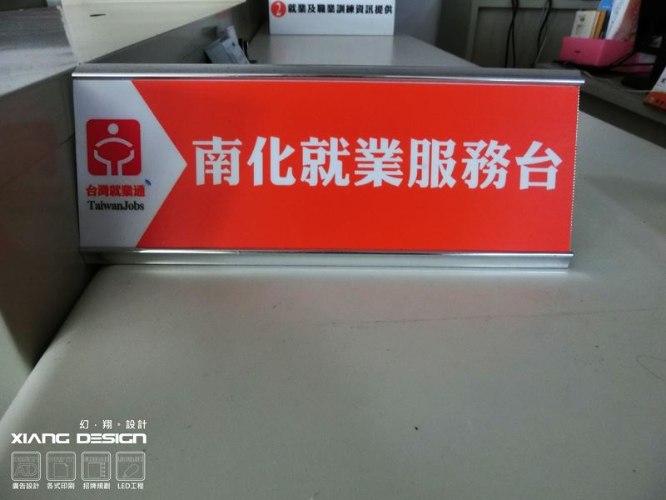 2 就業及職業訓練資訊提供
南化就業服務台
台灣就業通
TaiwanJobs
幻·翔·設計
XIANG DESIGN
廣告設計 各式印刷 招牌規劃 LED工程